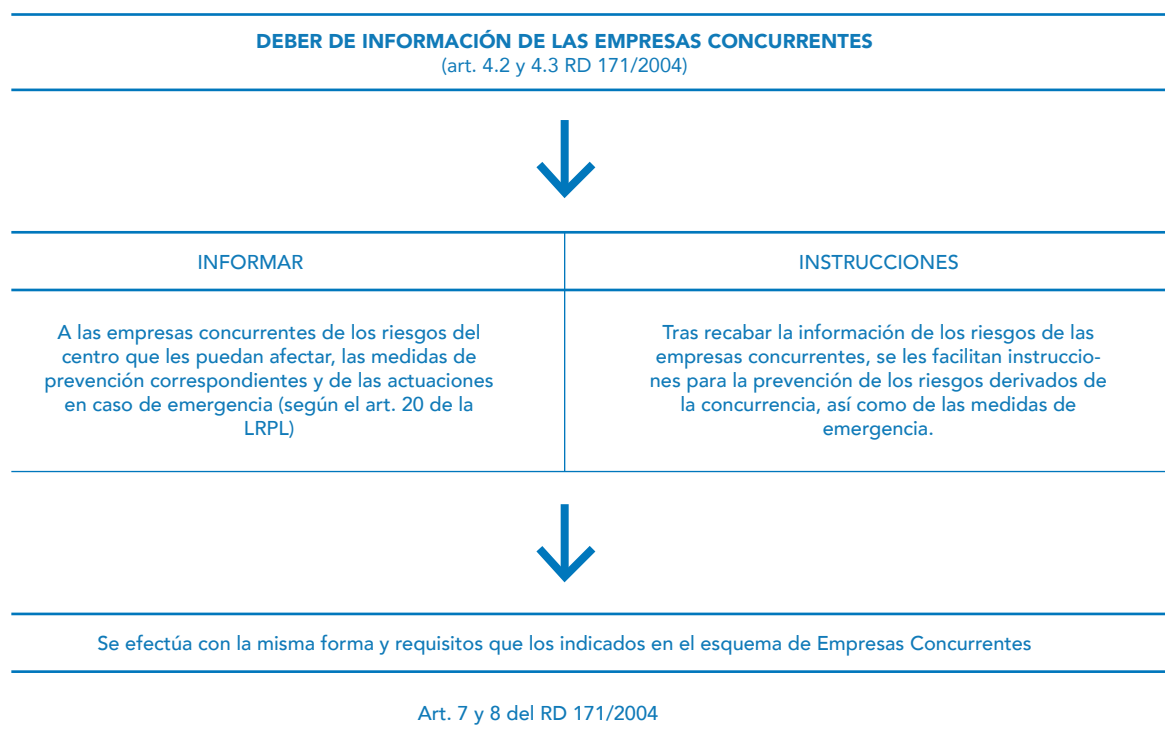 DEBER DE INFORMACIÓN DE LAS EMPRESAS CONCURRENTES
(art. 4.2 y 4.3 RD 171/2004)
INFORMAR
A las empresas concurrentes de los riesgos del
centro que les puedan afectar, las medidas de
prevención correspondientes y de las actuaciones
en caso de emergencia (según el art. 20 de la
LRPL)
INSTRUCCIONES
Tras recabar la información de los riesgos de las
empresas concurrentes, se les facilitan instruccio-
nes para la prevención de los riesgos derivados de
la concurrencia, así como de las medidas de
emergencia.
Se efectúa con la misma forma y requisitos que los indicados en el esquema de Empresas Concurrentes
Art. 7 y 8 del RD 171/2004